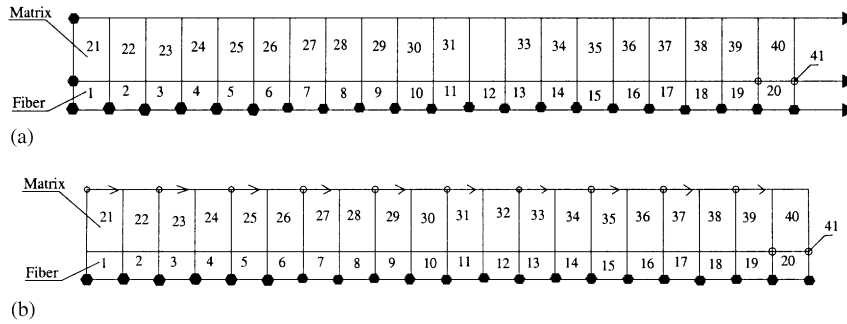 Matrix
21 22 23 24 25 26 27 28 29 30 31 33 34 35 36 37 38 39 40
41
Fiber
1 2 3 4 5 6 7 8 9 10 11 12 13 14 15 16 17 18 19 20
(a)
Matrix
21 22 23 24 25 26 27 28 29 30 31 32 33 34 35 36 37 38 39 40
41
Fiber
1 2 3 4 5 6 7 8 9 10 11 12 13 14 15 16 17 18 19 20
(b)